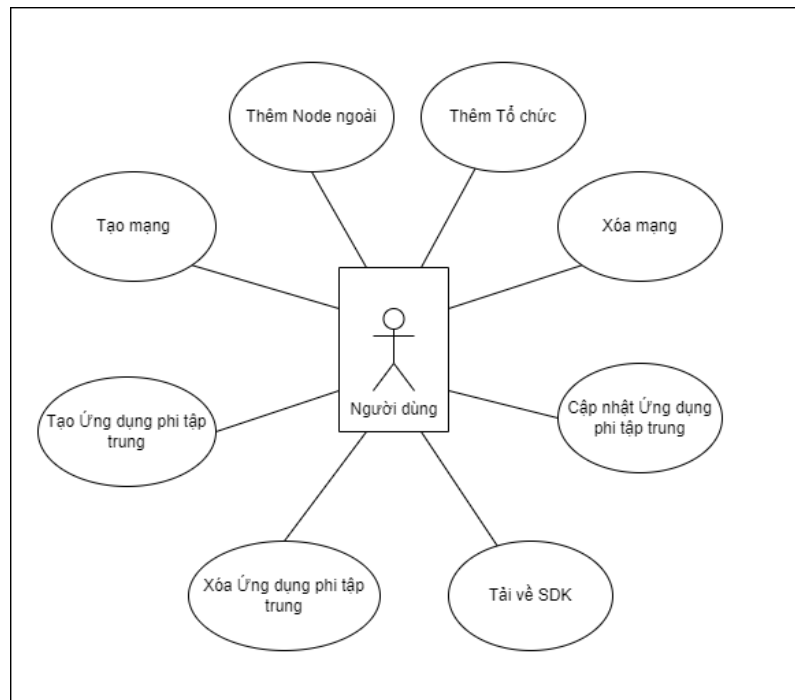 Thêm Node ngoài
Thêm Tổ chức
Tạo mạng
Xóa mạng
Người dùng
Tạo Ứng dụng phi tập
trung
Cập nhật Ứng dụng
phi tập trung
Xóa Ứng dụng phi tập
trung
Tải về SDK